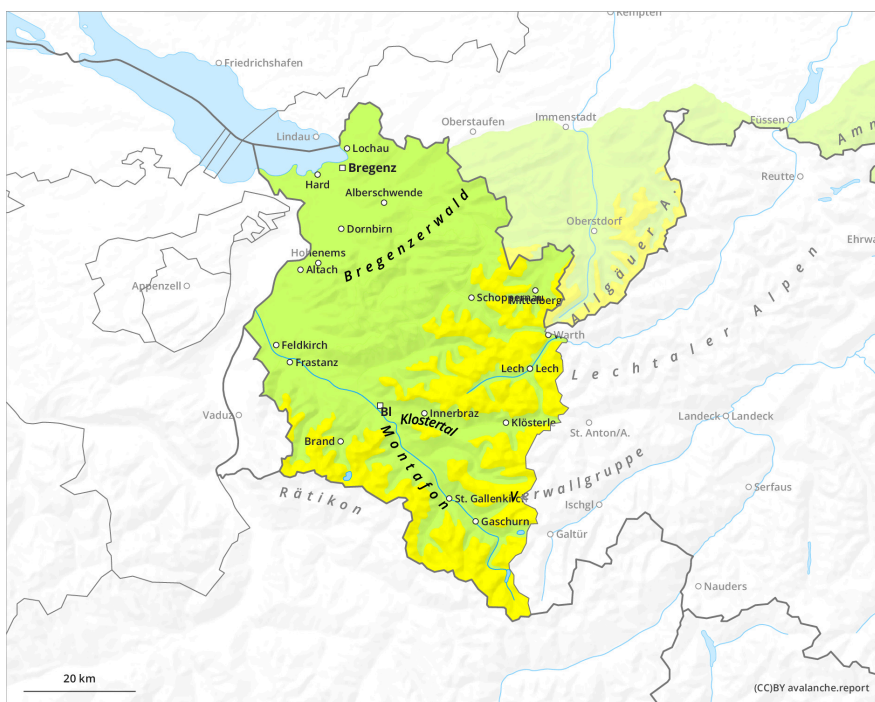 Kempten
Friedrichshafen
Oberstaufen
Immenstadt
Füssen
Lindau
Lochau
Bregenz
Hard
Alberschwende
Reutte
Dornbirn
Oberstdorf
Bregenzerwald
Hohenems
Altach
Appenzell
Ehrwa
Allgäuer A.
Schoppernau
Mittelberg
Lechtaler Alpen
Warth
Feldkirch
Frastanz
Lech
Lech
Vaduz
Bl
Innerbraz
Klostertal
Klösterle
St. Anton/A.
Landeck
Landeck
Brand
Montafon
Verwallgruppe
Rätikon
St. Gallenkirch
Ischgl
Serfaus
Gaschurn
Galtür
Nauders
20 km
(CC)BY avalanche.report